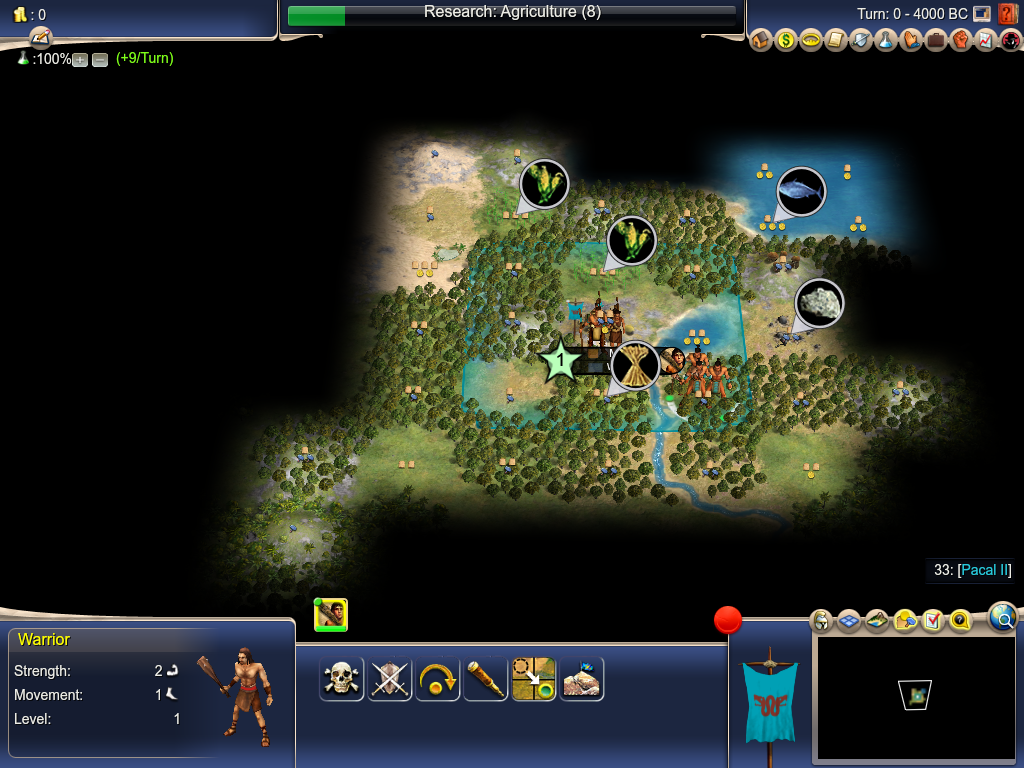 : 0
Research: Agriculture (8)
Turn: 0 - 4000 BC
:100%
(+9/Turn)
1
33: [Pacal II]
Warrior
Strength: 2
Movement: 1
Level: 1